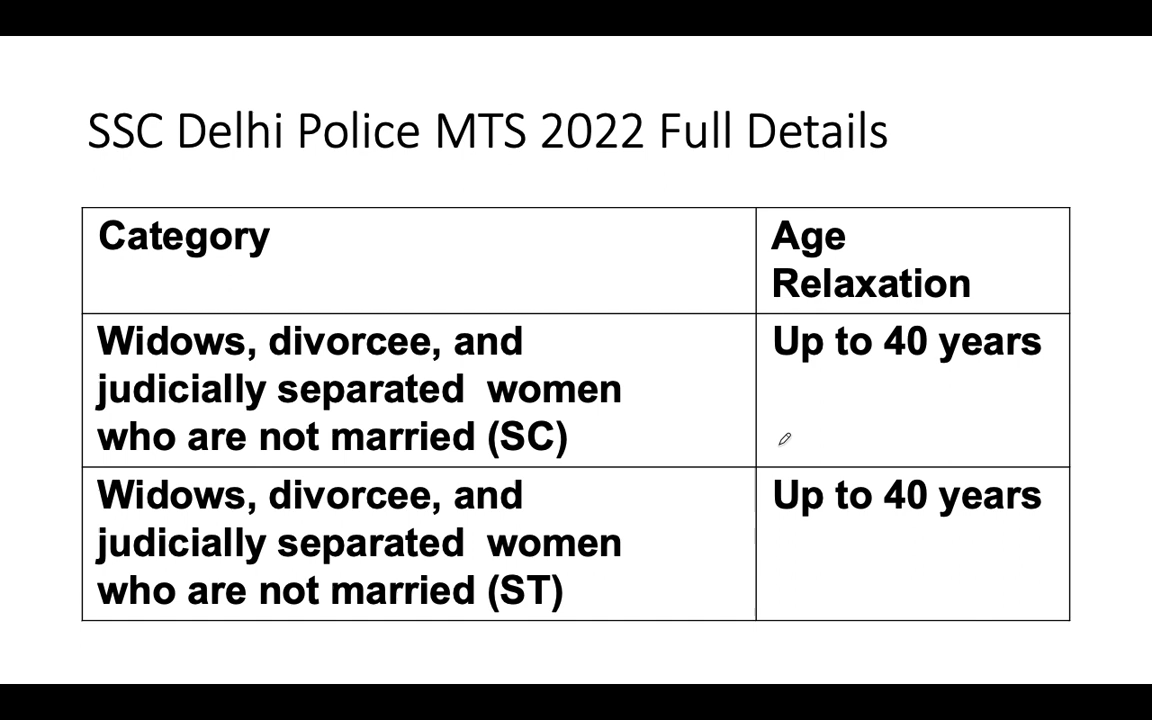 SSC Delhi Police MTS 2022 Full Details
Category
Age
Relaxation
Widows, divorcee, and
judicially separated women
who are not married (SC)
Up to 40 years
Widows, divorcee, and
judicially separated women
who are not married (ST)
Up to 40 years